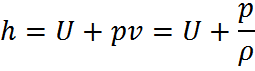 h = U + pv = U + p/ρ